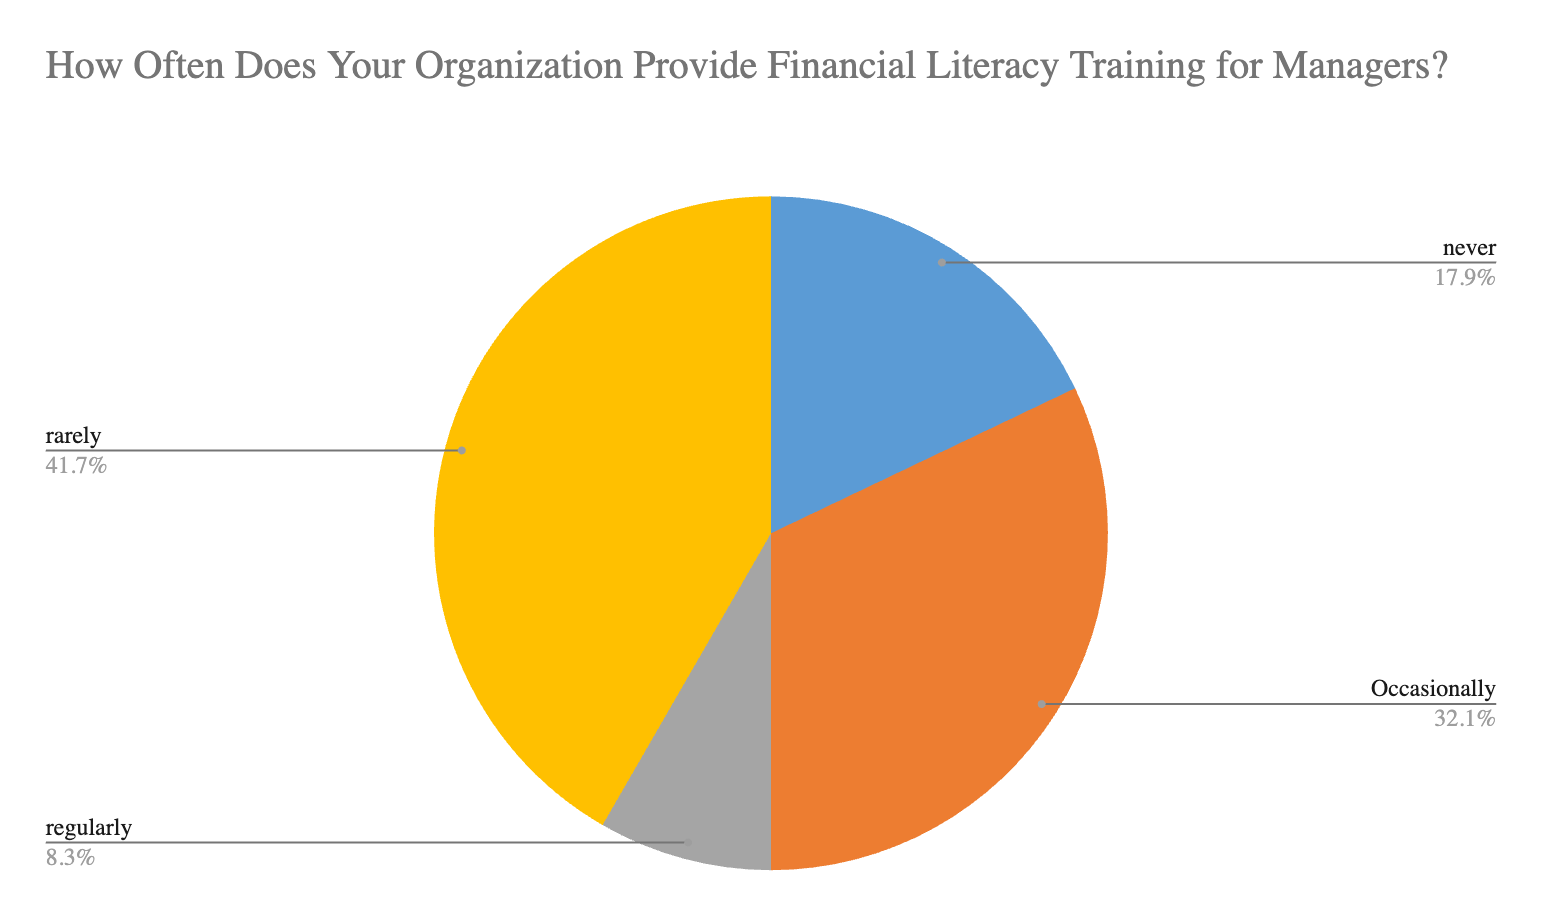 How Often Does Your Organization Provide Financial Literacy Training for Managers?
never
17.9%
rarely
41.7%
Occasionally
32.1%
regularly
8.3%